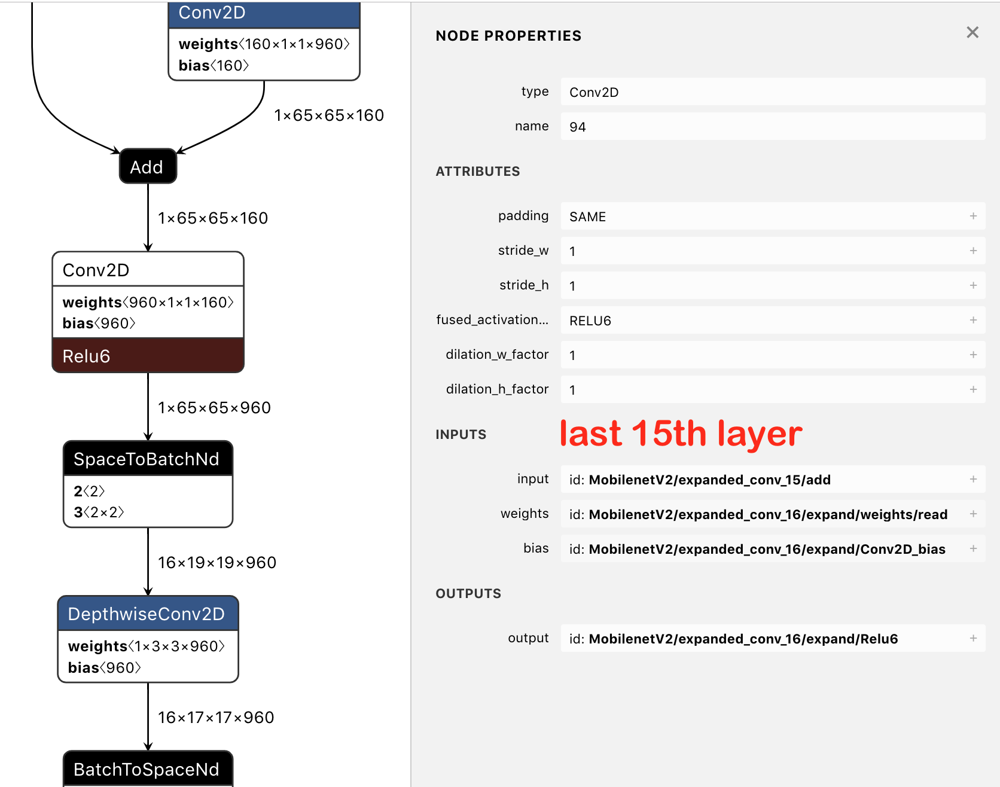 Conv2D
weights〈160×1×1×960〉
bias〈160〉
1×65×65×160
Add
1×65×65×160
Conv2D
weights〈960×1×1×160〉
bias〈960〉
Relu6
1×65×65×960
SpaceToBatchNd
2〈2〉
3〈2×2〉
16×19×19×960
DepthwiseConv2D
weights〈1×3×3×960〉
bias〈960〉
16×17×17×960
BatchToSpaceNd
NODE PROPERTIES ✕
type Conv2D
name 94
ATTRIBUTES
padding SAME +
stride_w 1 +
stride_h 1 +
fused_activation... RELU6 +
dilation_w_factor 1 +
dilation_h_factor 1 +
INPUTS last 15th layer
input id: MobilenetV2/expanded_conv_15/add +
weights id: MobilenetV2/expanded_conv_16/expand/weights/read +
bias id: MobilenetV2/expanded_conv_16/expand/Conv2D_bias +
OUTPUTS
output id: MobilenetV2/expanded_conv_16/expand/Relu6 +